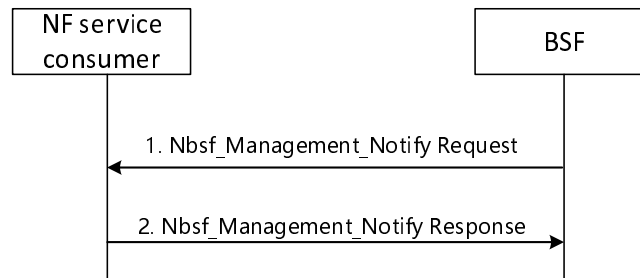 NF service
consumer
BSF
1. Nbsf_Management_Notify Request
2. Nbsf_Management_Notify Response